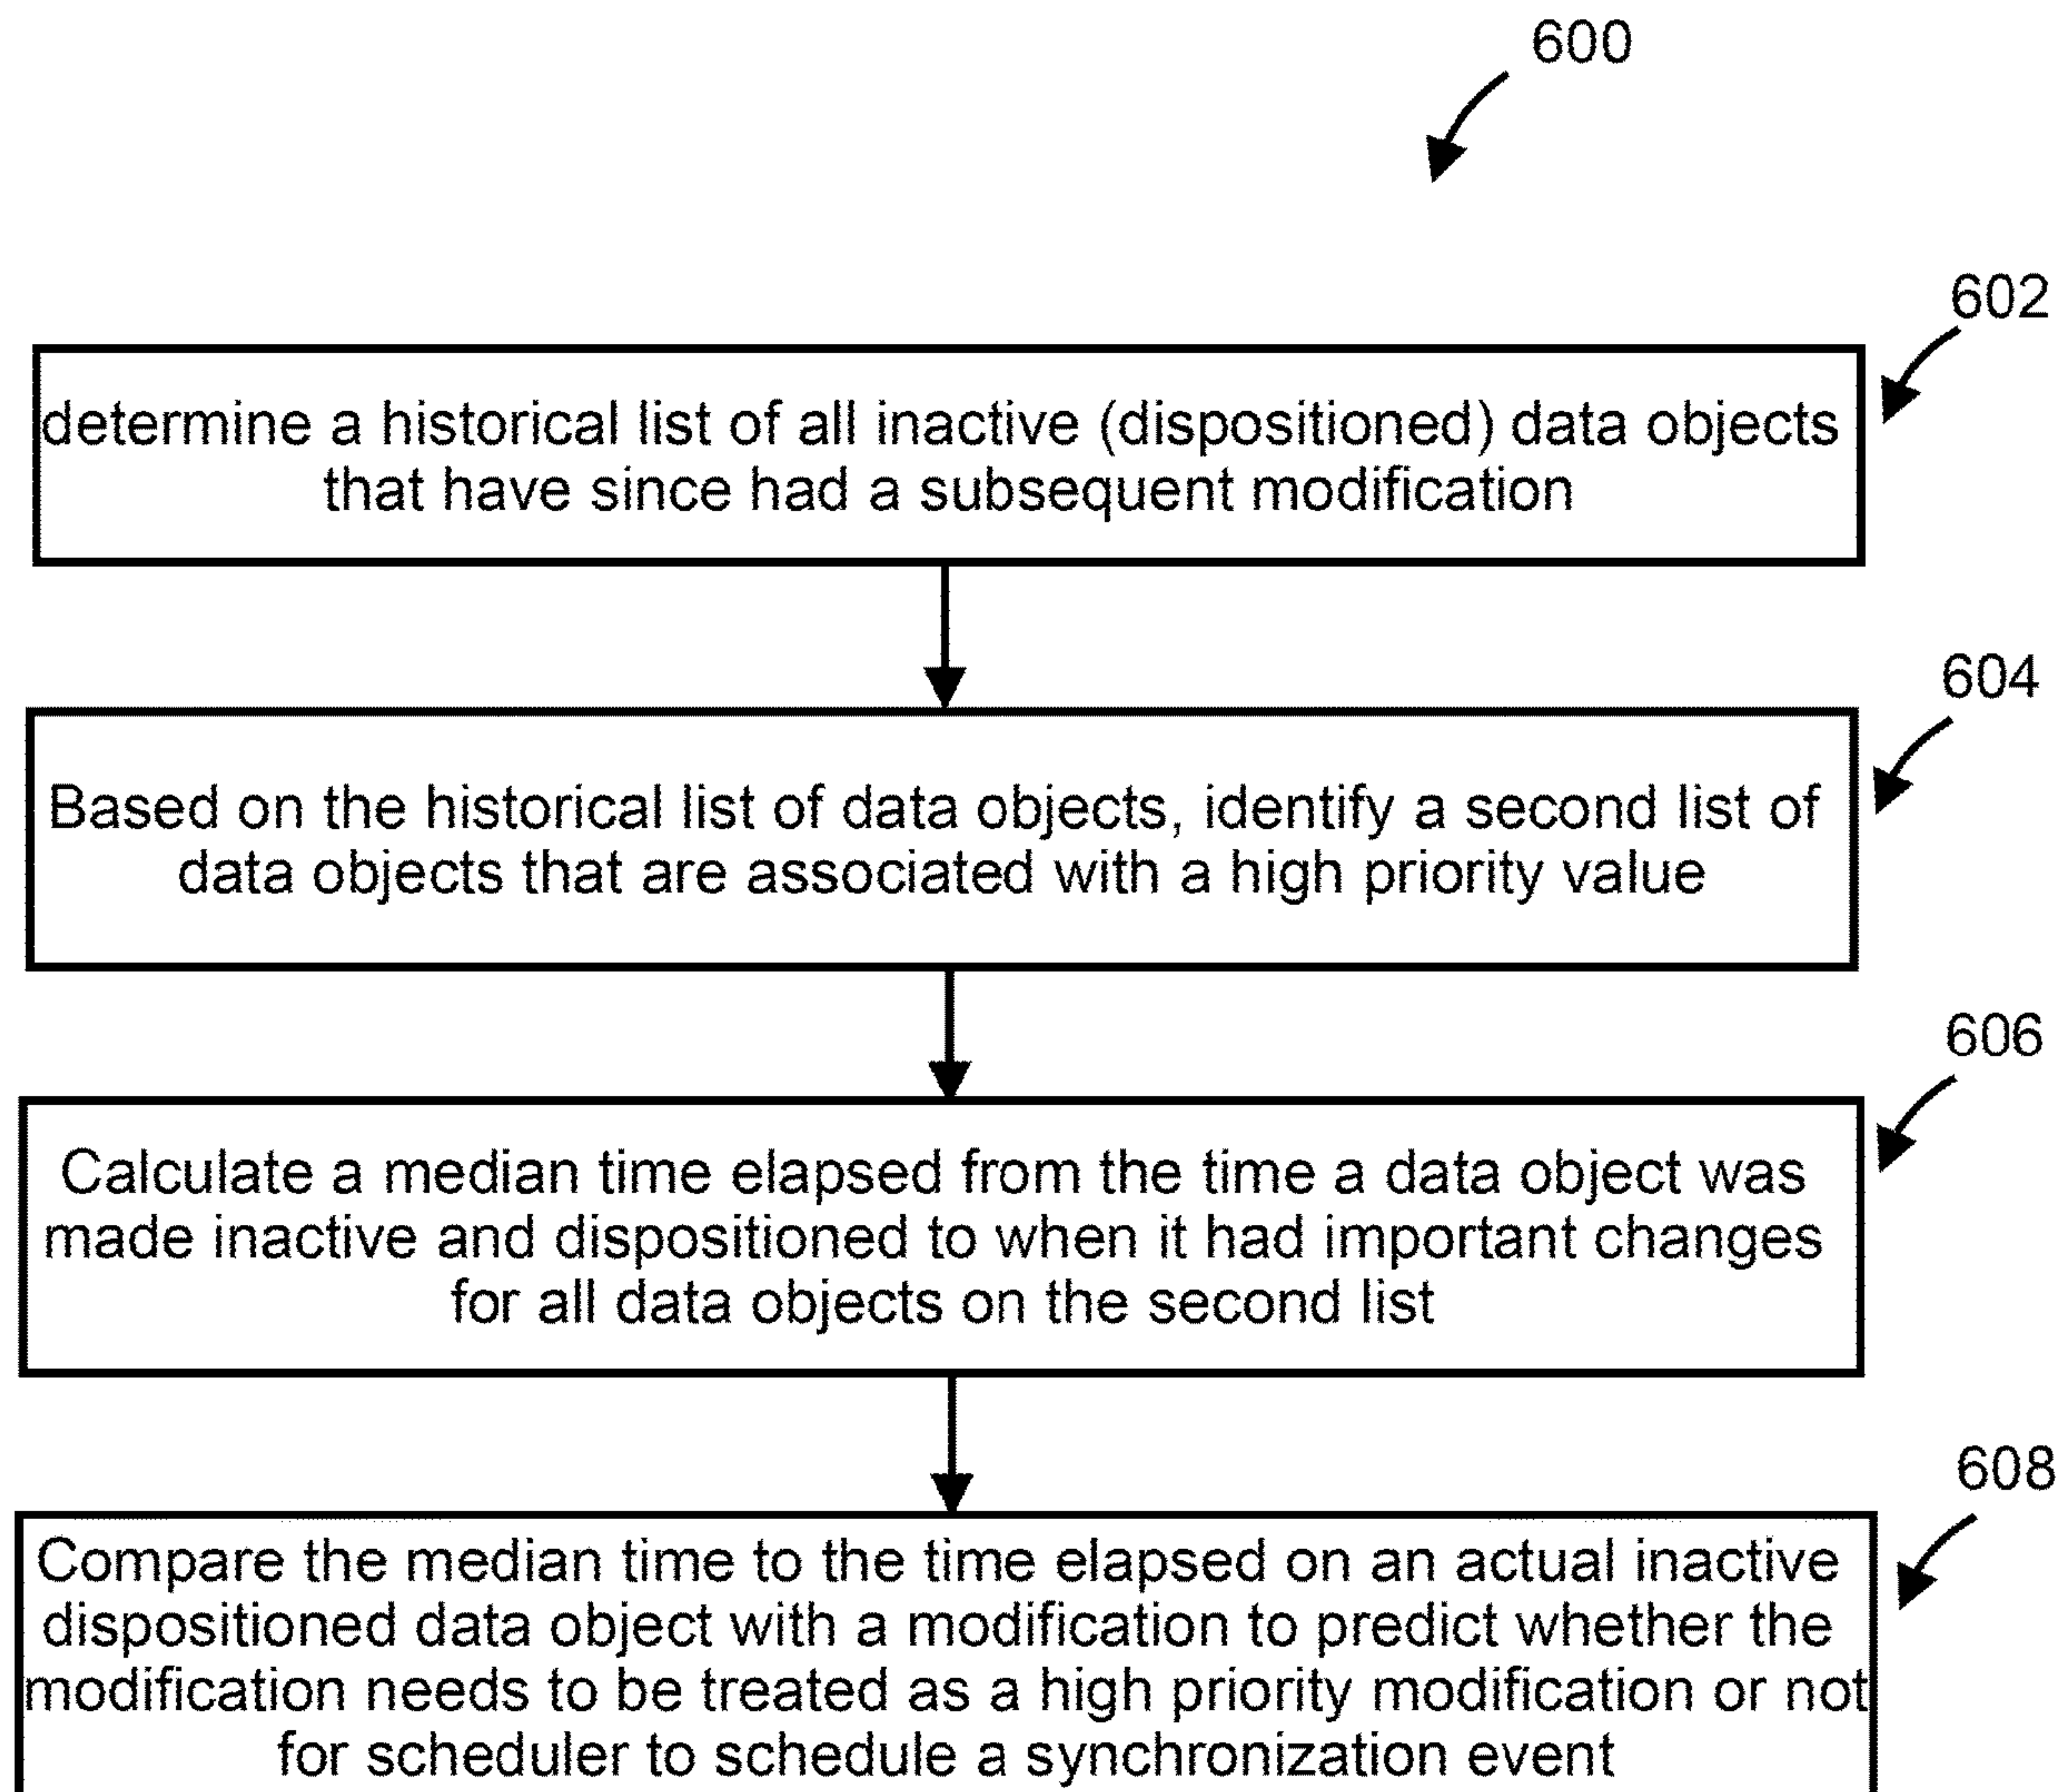 600
602
determine a historical list of all inactive (dispositioned) data objects
that have since had a subsequent modification
604
Based on the historical list of data objects, identify a second list of
data objects that are associated with a high priority value
606
Calculate a median time elapsed from the time a data object was
made inactive and dispositioned to when it had important changes
for all data objects on the second list
608
Compare the median time to the time elapsed on an actual inactive
dispositioned data object with a modification to predict whether the
modification needs to be treated as a high priority modification or not
for scheduler to schedule a synchronization event